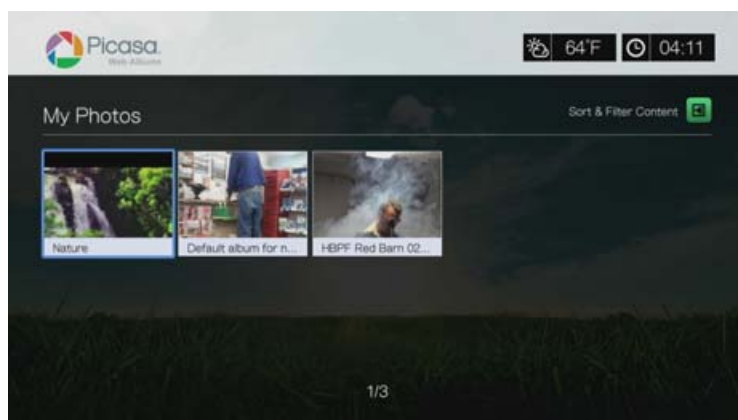 Picasa.
Web Albums
64°F
04:11
My Photos
Sort & Filter Content
Nature
Default album for n...
HBPF Red Barn 02...
1/3